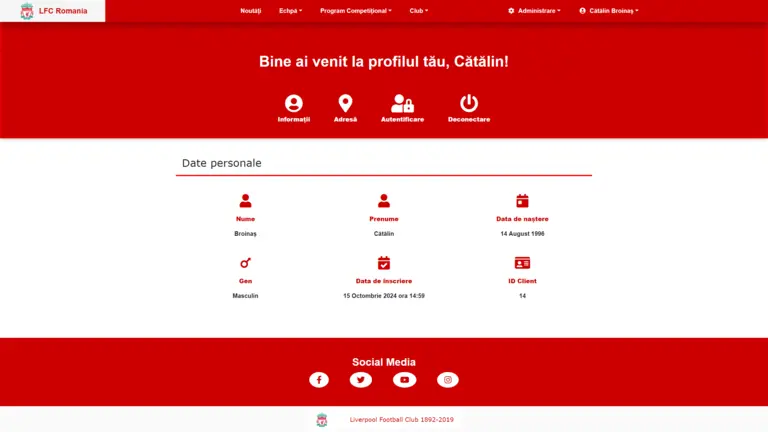 LFC Romania
Noutăți
Echpă
Program Competițional
Club
Administrare
Cătălin Broinaș
Bine ai venit la profilul tău, Cătălin!
Informații
Adresă
Autentificare
Deconectare
Date personale
Nume
Prenume
Data de naștere
Broinaș
Cătălin
14 August 1996
Gen
Data de inscriere
ID Client
Masculin
15 Octombrie 2024 ora 14:59
14
Social Media
Liverpool Football Club 1892-2019